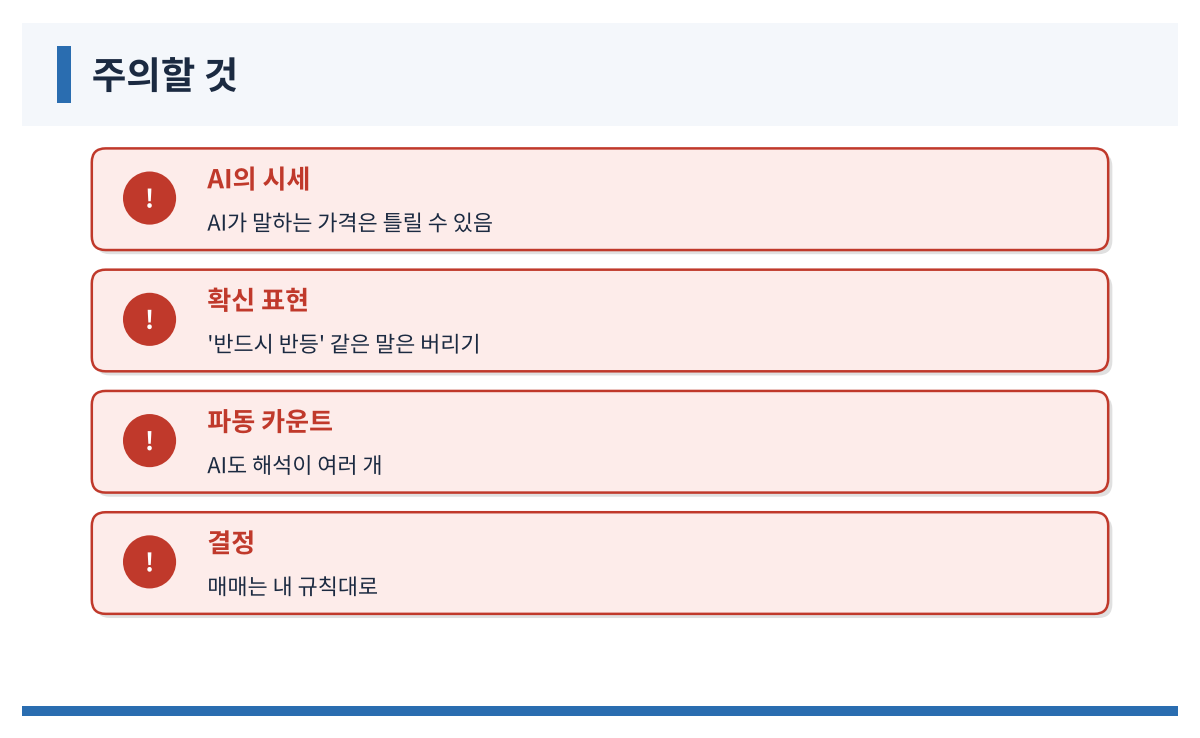 주의할 것
!
AI의 시세
AI가 말하는 가격은 틀릴 수 있음
!
확신 표현
'반드시 반등' 같은 말은 버리기
!
파동 카운트
AI도 해석이 여러 개
!
결정
매매는 내 규칙대로